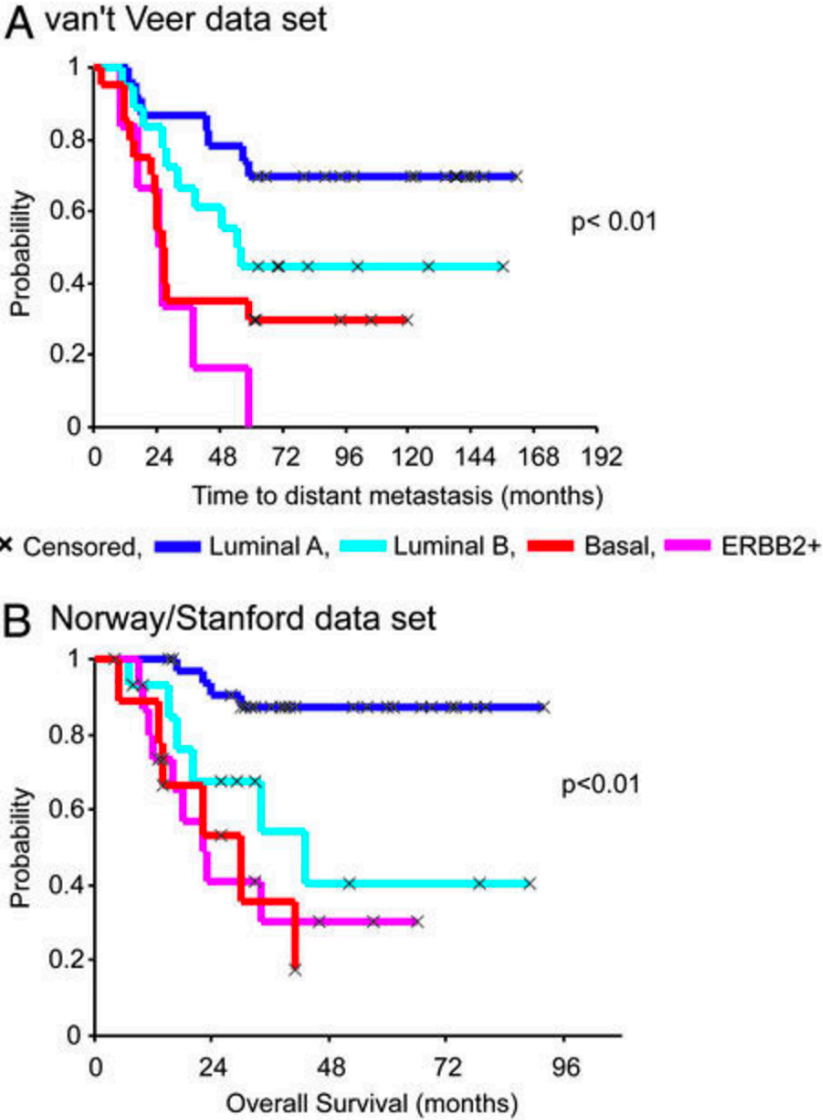 A van't Veer data set
1
0.8
0.6
0.4
0.2
0
Probability
p< 0.01
0 24 48 72 96 120 144 168 192
Time to distant metastasis (months)
× Censored, Luminal A, Luminal B, Basal, ERBB2+
B Norway/Stanford data set
1
0.8
0.6
0.4
0.2
0
Probability
p<0.01
0 24 48 72 96
Overall Survival (months)